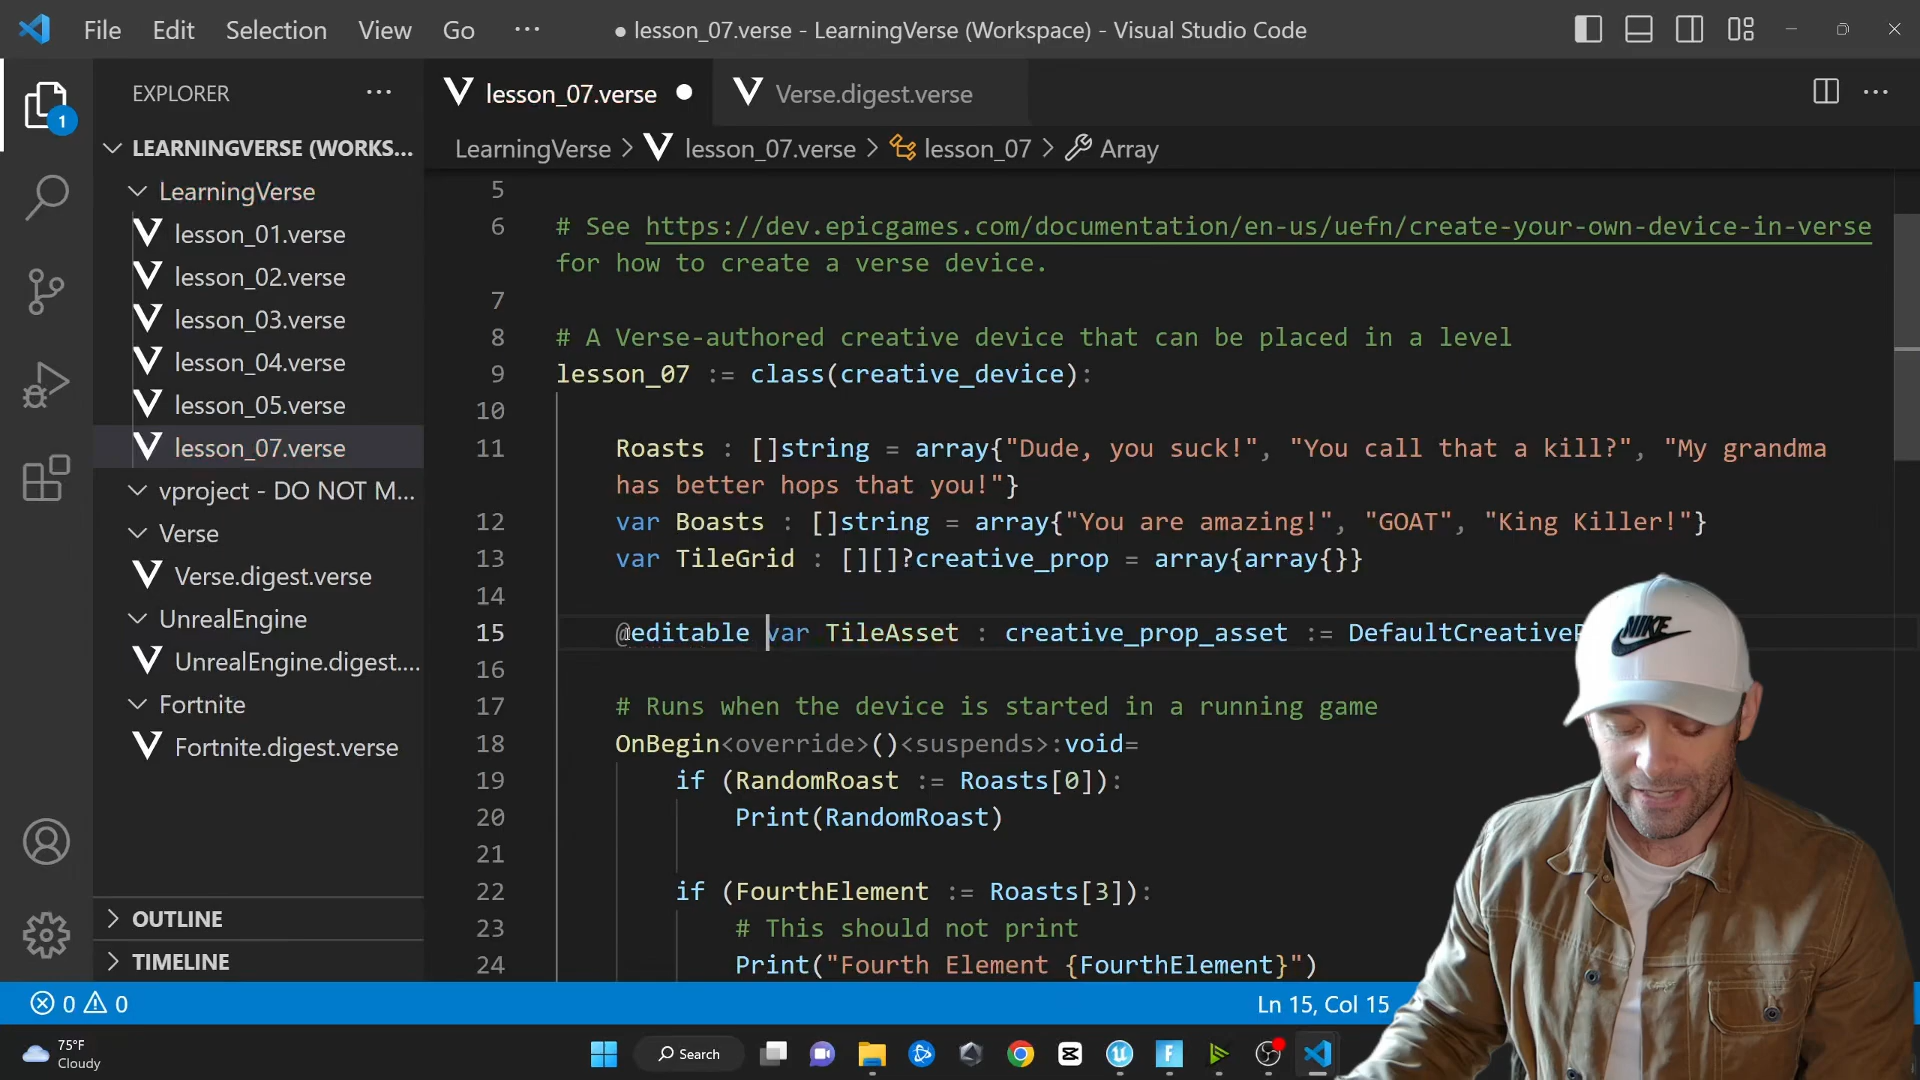 File Edit Selection View Go ··· ● lesson_07.verse - LearningVerse (Workspace) - Visual Studio Code
EXPLORER ···
lesson_07.verse ●
Verse.digest.verse
LearningVerse > lesson_07.verse > lesson_07 > Array
1
LEARNINGVERSE (WORKS...
LearningVerse
lesson_01.verse
lesson_02.verse
lesson_03.verse
lesson_04.verse
lesson_05.verse
lesson_07.verse
vproject - DO NOT M...
Verse
Verse.digest.verse
UnrealEngine
UnrealEngine.digest....
Fortnite
Fortnite.digest.verse
OUTLINE
TIMELINE
5
6 # See https://dev.epicgames.com/documentation/en-us/uefn/create-your-own-device-in-verse
for how to create a verse device.
7
8 # A Verse-authored creative device that can be placed in a level
9 lesson_07 := class(creative_device):
10
11 Roasts : []string = array{"Dude, you suck!", "You call that a kill?", "My grandma
has better hops that you!"}
12 var Boasts : []string = array{"You are amazing!", "GOAT", "King Killer!"}
13 var TileGrid : [][]?creative_prop = array{array{}}
14
15 @editable var TileAsset : creative_prop_asset := DefaultCreative
16
17 # Runs when the device is started in a running game
18 OnBegin<override>()<suspends>:void=
19 if (RandomRoast := Roasts[0]):
20 Print(RandomRoast)
21
22 if (FourthElement := Roasts[3]):
23 # This should not print
24 Print("Fourth Element {FourthElement}")
NIKE
0 0
Ln 15, Col 15
75°F
Cloudy
Search